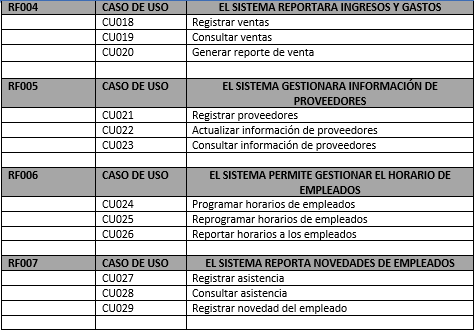 RF004 CASO DE USO EL SISTEMA REPORTARA INGRESOS Y GASTOS
CU018 Registrar ventas
CU019 Consultar ventas
CU020 Generar reporte de venta
RF005 CASO DE USO EL SISTEMA GESTIONARA INFORMACIÓN DE
PROVEEDORES
CU021 Registrar proveedores
CU022 Actualizar información de proveedores
CU023 Consultar información de proveedores
RF006 CASO DE USO EL SISTEMA PERMITE GESTIONAR EL HORARIO DE
EMPLEADOS
CU024 Programar horarios de empleados
CU025 Reprogramar horarios de empleados
CU026 Reportar horarios a los empleados
RF007 CASO DE USO EL SISTEMA REPORTA NOVEDADES DE EMPLEADOS
CU027 Registrar asistencia
CU028 Consultar asistencia
CU029 Registrar novedad del empleado